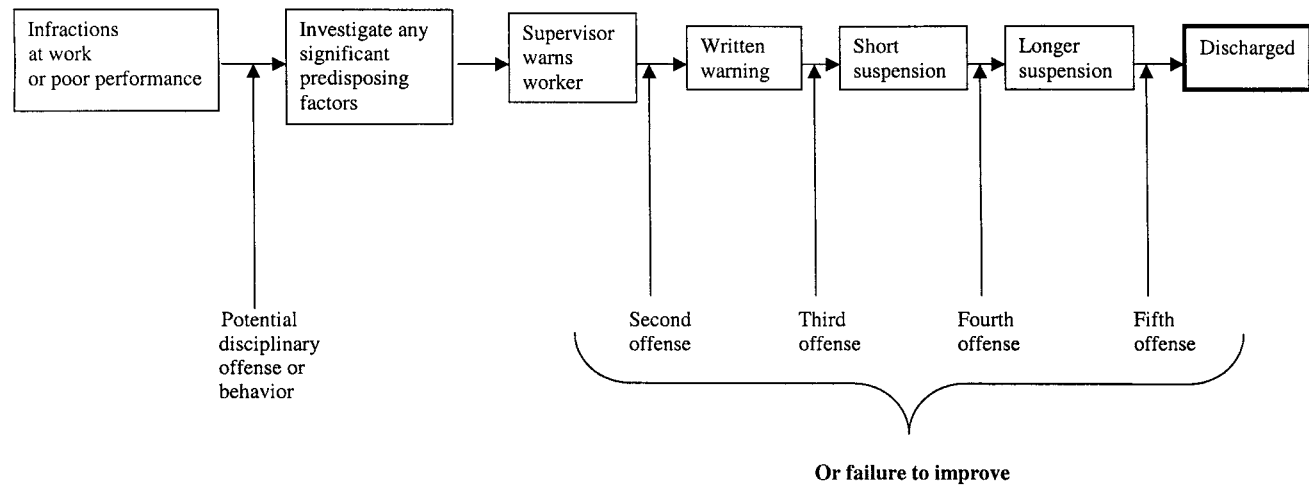 Infractions
at work
or poor performance
Investigate any
significant
predisposing
factors
Supervisor
warns
worker
Written
warning
Short
suspension
Longer
suspension
Discharged
Potential
disciplinary
offense or
behavior
Second
offense
Third
offense
Fourth
offense
Fifth
offense
Or failure to improve